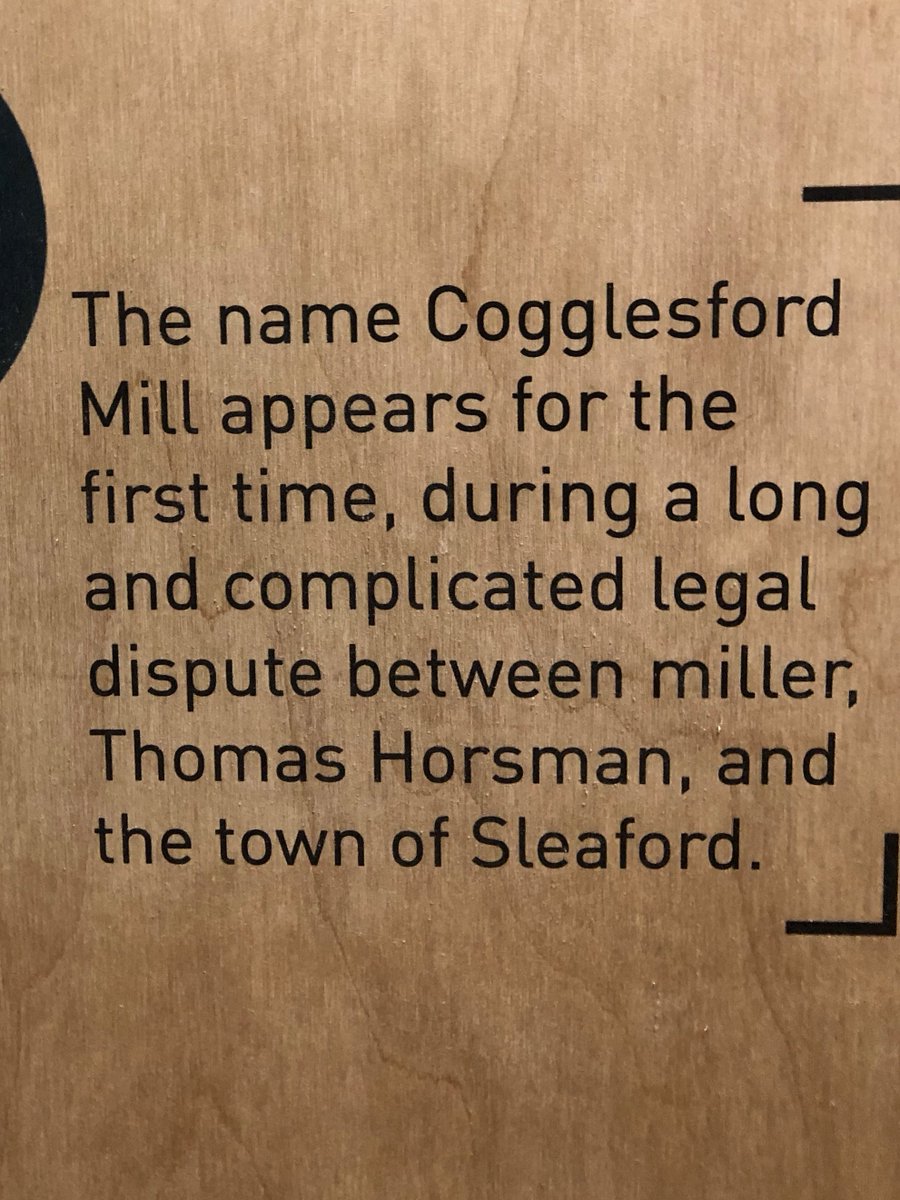 The name Cogglesford
Mill appears for the
first time, during a long
and complicated legal
dispute between miller,
Thomas Horsman, and
the town of Sleaford.